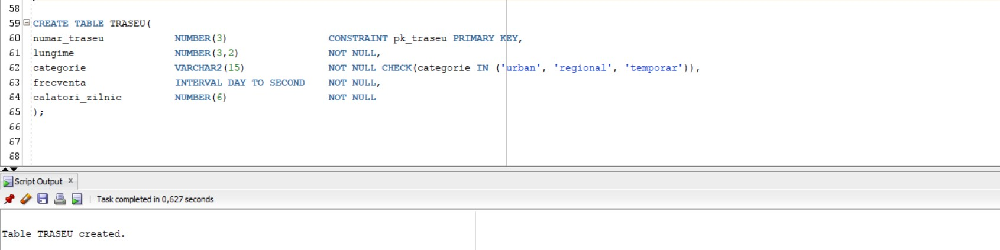 58
59 CREATE TABLE TRASEU(
60 numar_traseu NUMBER(3) CONSTRAINT pk_traseu PRIMARY KEY,
61 lungime NUMBER(3,2) NOT NULL,
62 categorie VARCHAR2(15) NOT NULL CHECK(categorie IN ('urban', 'regional', 'temporar')),
63 frecventa INTERVAL DAY TO SECOND NOT NULL,
64 calatori_zilnic NUMBER(6) NOT NULL
65 );
66
67
68
Script Output x
Task completed in 0,627 seconds
Table TRASEU created.